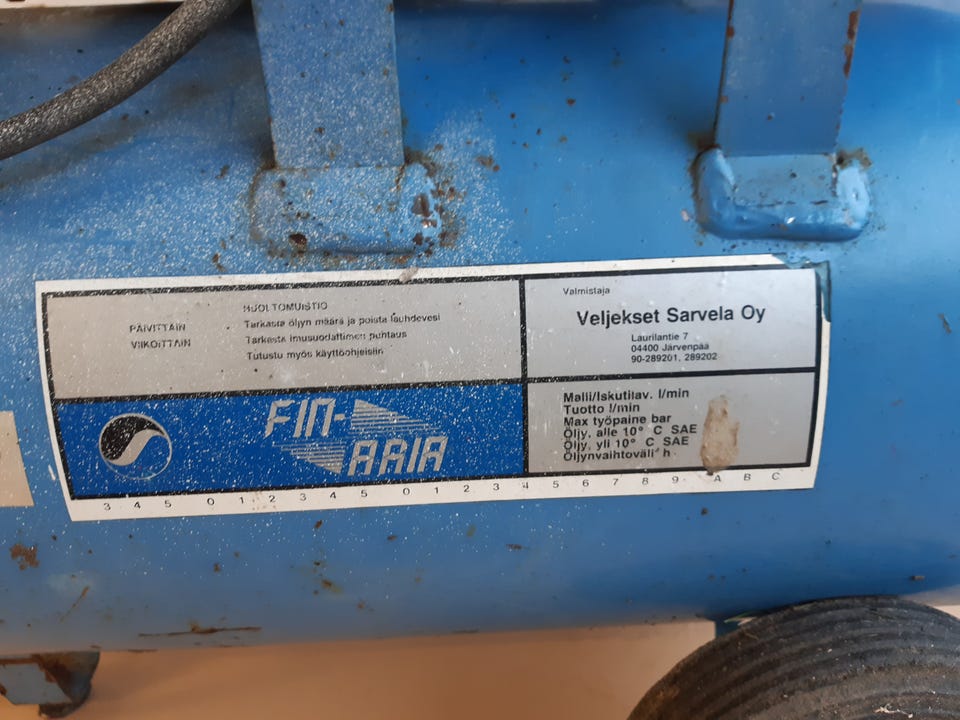 HUOLTOMUISTIO
PÄIVITTÄIN Tarkasta öljyn määrä ja poista lauhdevesi
VIIKOITTAIN Tarkasta imusuodattimen puhtaus
Tutustu myös käyttöohjeisiin
Valmistaja
Veljekset Sarvela Oy
Laurilantie 7
04400 Järvenpää
90-289201, 289202
FIN-
ARIA
Malli/Iskutilav. l/min
Tuotto l/min
Max työpaine bar
Öljy, alle 10° C SAE
Öljy, yli 10° C SAE
Öljynvaihtoväli h
3 4 5 0 1 2 3 4 5 0 1 2 3 4 5 6 7 8 9 A B C